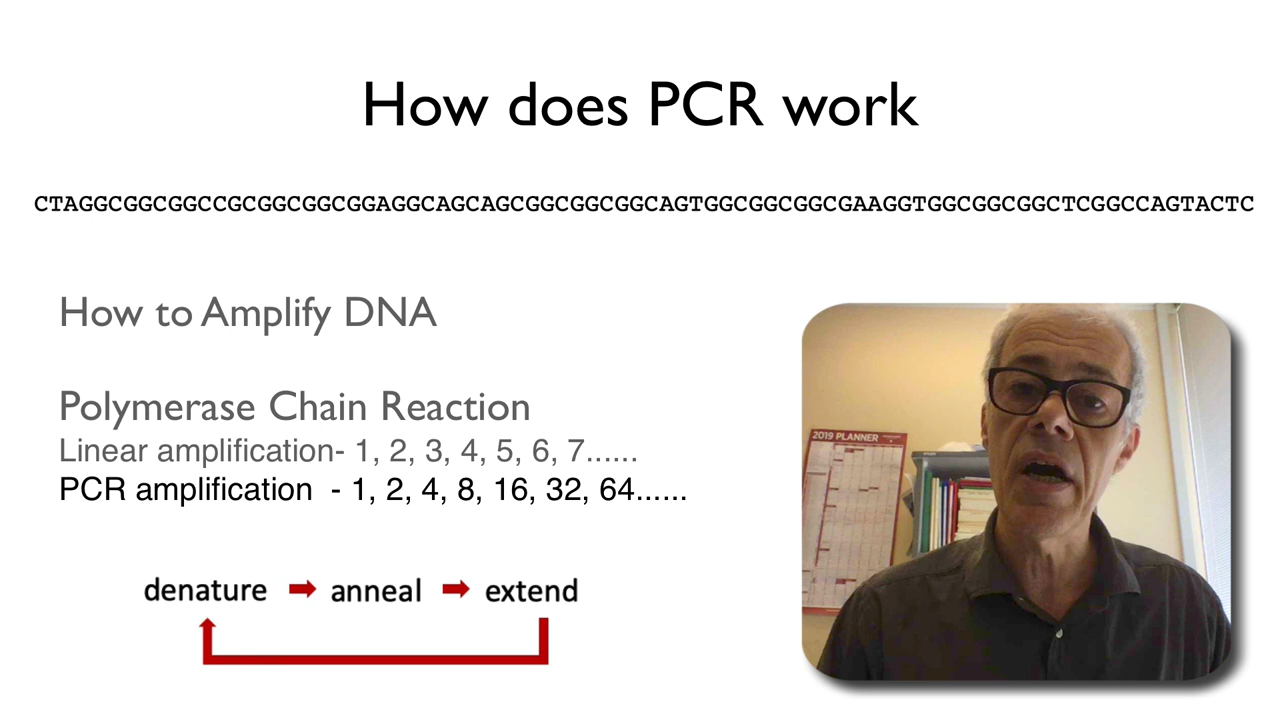 How does PCR work
CTAGGCGGCGGCCGCGGCGGCGGAGGCAGCAGCGGCGGCGGCAGTGGCGGCGGCGAAGGTGGCGGCGGCTCGGCCAGTACTC
How to Amplify DNA
Polymerase Chain Reaction
Linear amplification- 1, 2, 3, 4, 5, 6, 7......
PCR amplification - 1, 2, 4, 8, 16, 32, 64......
2019 PLANNER
denature ➡ anneal ➡ extend